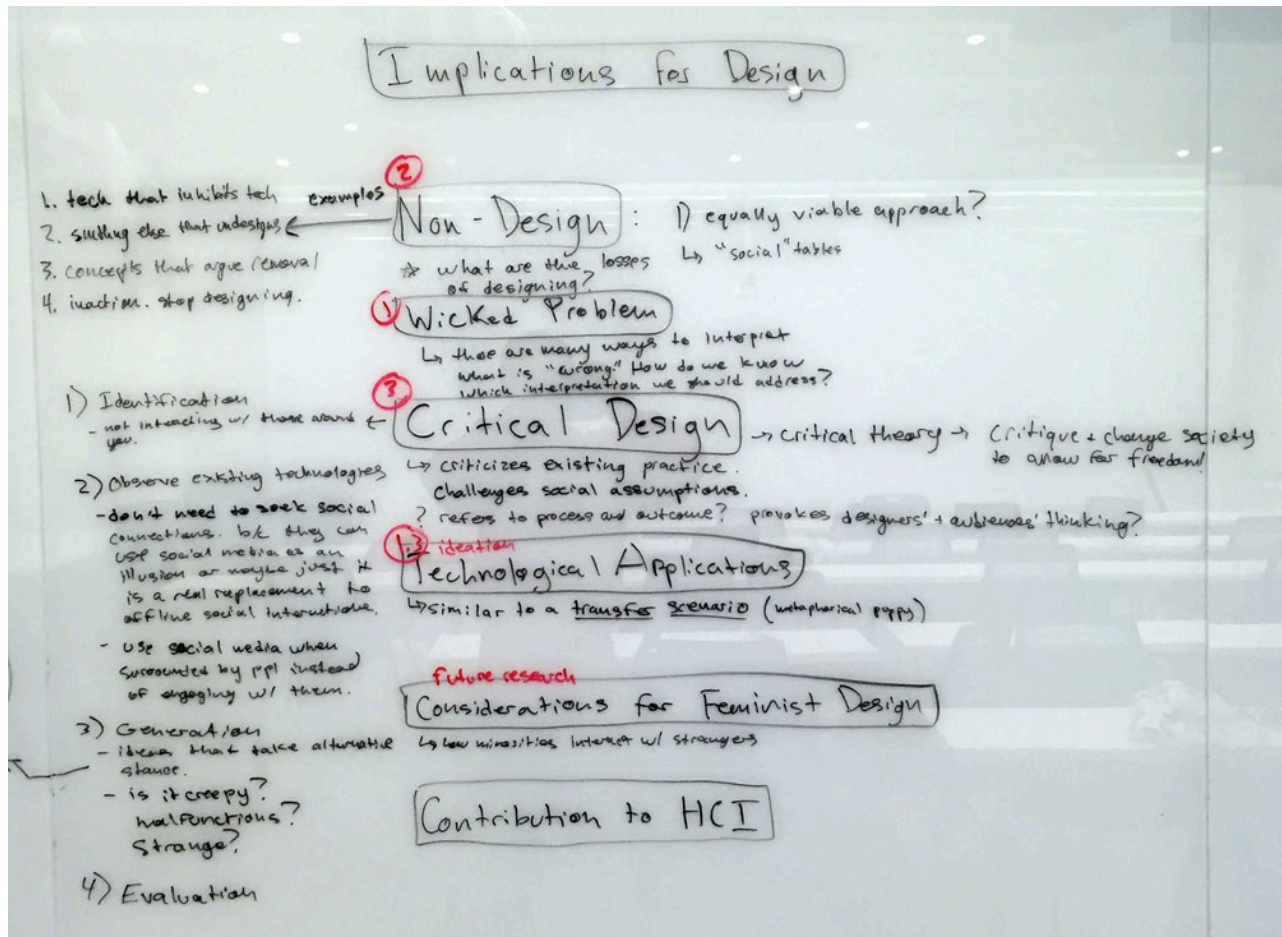 Implications for Design
1. tech that inhibits tech
2. smthng else that undesigns
3. concepts that argue removal
4. inaction. stop designing.
examples
2
Non-Design : 1) equally viable approach?
↳ "social" tables
☆ what are the losses
of designing?
1 Wicked Problem
↳ there are many ways to interpret
what is "wrong." How do we know
which interpretation we should address?
3
Critical Design → critical theory → Critique + change society
to allow for freedom!
↳ criticizes existing practice.
challenges social assumptions.
? refers to process and outcome? provokes designers' + audiences' thinking?
1.3 ideation
Technological Applications
↳ similar to a transfer scenario (metaphorical puppy)
future research
Considerations for Feminist Design
↳ how minorities interact w/ strangers
Contribution to HCI
1) Identification
- not interacting w/ those around
you.
2) Observe existing technologies
- don't need to seek social
connections. b/c they can
use social media as an
illusion or maybe just it
is a real replacement to
offline social interactions.
- use social media when
surrounded by ppl instead
of engaging w/ them.
3) Generation
- ideas that take alternative
stance.
- is it creepy?
malfunctions?
strange?
4) Evaluation